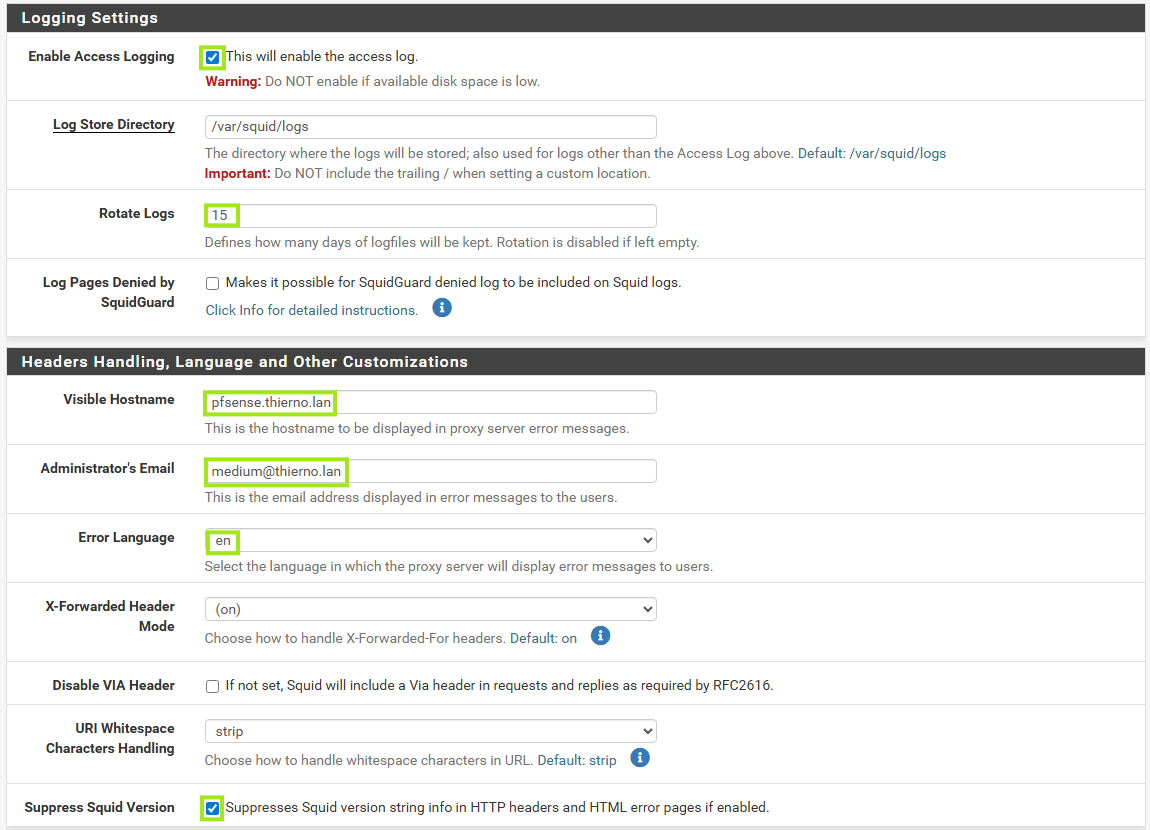 Logging Settings
Enable Access Logging
This will enable the access log.
Warning: Do NOT enable if available disk space is low.
Log Store Directory
/var/squid/logs
The directory where the logs will be stored; also used for logs other than the Access Log above. Default: /var/squid/logs
Important: Do NOT include the trailing / when setting a custom location.
Rotate Logs
15
Defines how many days of logfiles will be kept. Rotation is disabled if left empty.
Log Pages Denied by
SquidGuard
Makes it possible for SquidGuard denied log to be included on Squid logs.
Click Info for detailed instructions.
Headers Handling, Language and Other Customizations
Visible Hostname
pfsense.thierno.lan
This is the hostname to be displayed in proxy server error messages.
Administrator's Email
medium@thierno.lan
This is the email address displayed in error messages to the users.
Error Language
en
Select the language in which the proxy server will display error messages to users.
X-Forwarded Header
Mode
(on)
Choose how to handle X-Forwarded-For headers. Default: on
Disable VIA Header
If not set, Squid will include a Via header in requests and replies as required by RFC2616.
URI Whitespace
Characters Handling
strip
Choose how to handle whitespace characters in URL. Default: strip
Suppress Squid Version
Suppresses Squid version string info in HTTP headers and HTML error pages if enabled.